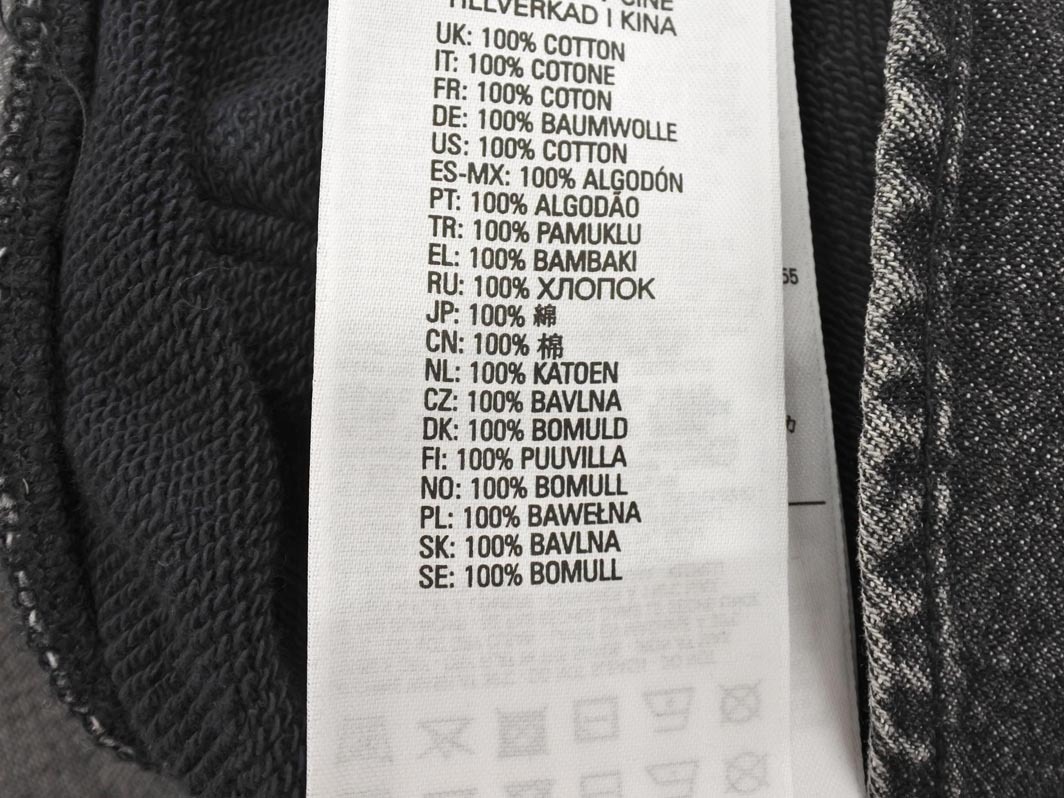 TILLVERKAD I KINA
UK: 100% COTTON
IT: 100% COTONE
FR: 100% COTON
DE: 100% BAUMWOLLE
US: 100% COTTON
ES-MX: 100% ALGODÓN
PT: 100% ALGODÃO
TR: 100% PAMUKLU
EL: 100% BAMBAKI
RU: 100% ХЛОПОК
JP: 100% 綿
CN: 100% 棉
NL: 100% KATOEN
CZ: 100% BAVLNA
DK: 100% BOMULD
FI: 100% PUUVILLA
NO: 100% BOMULL
PL: 100% BAWEŁNA
SK: 100% BAVLNA
SE: 100% BOMULL
55